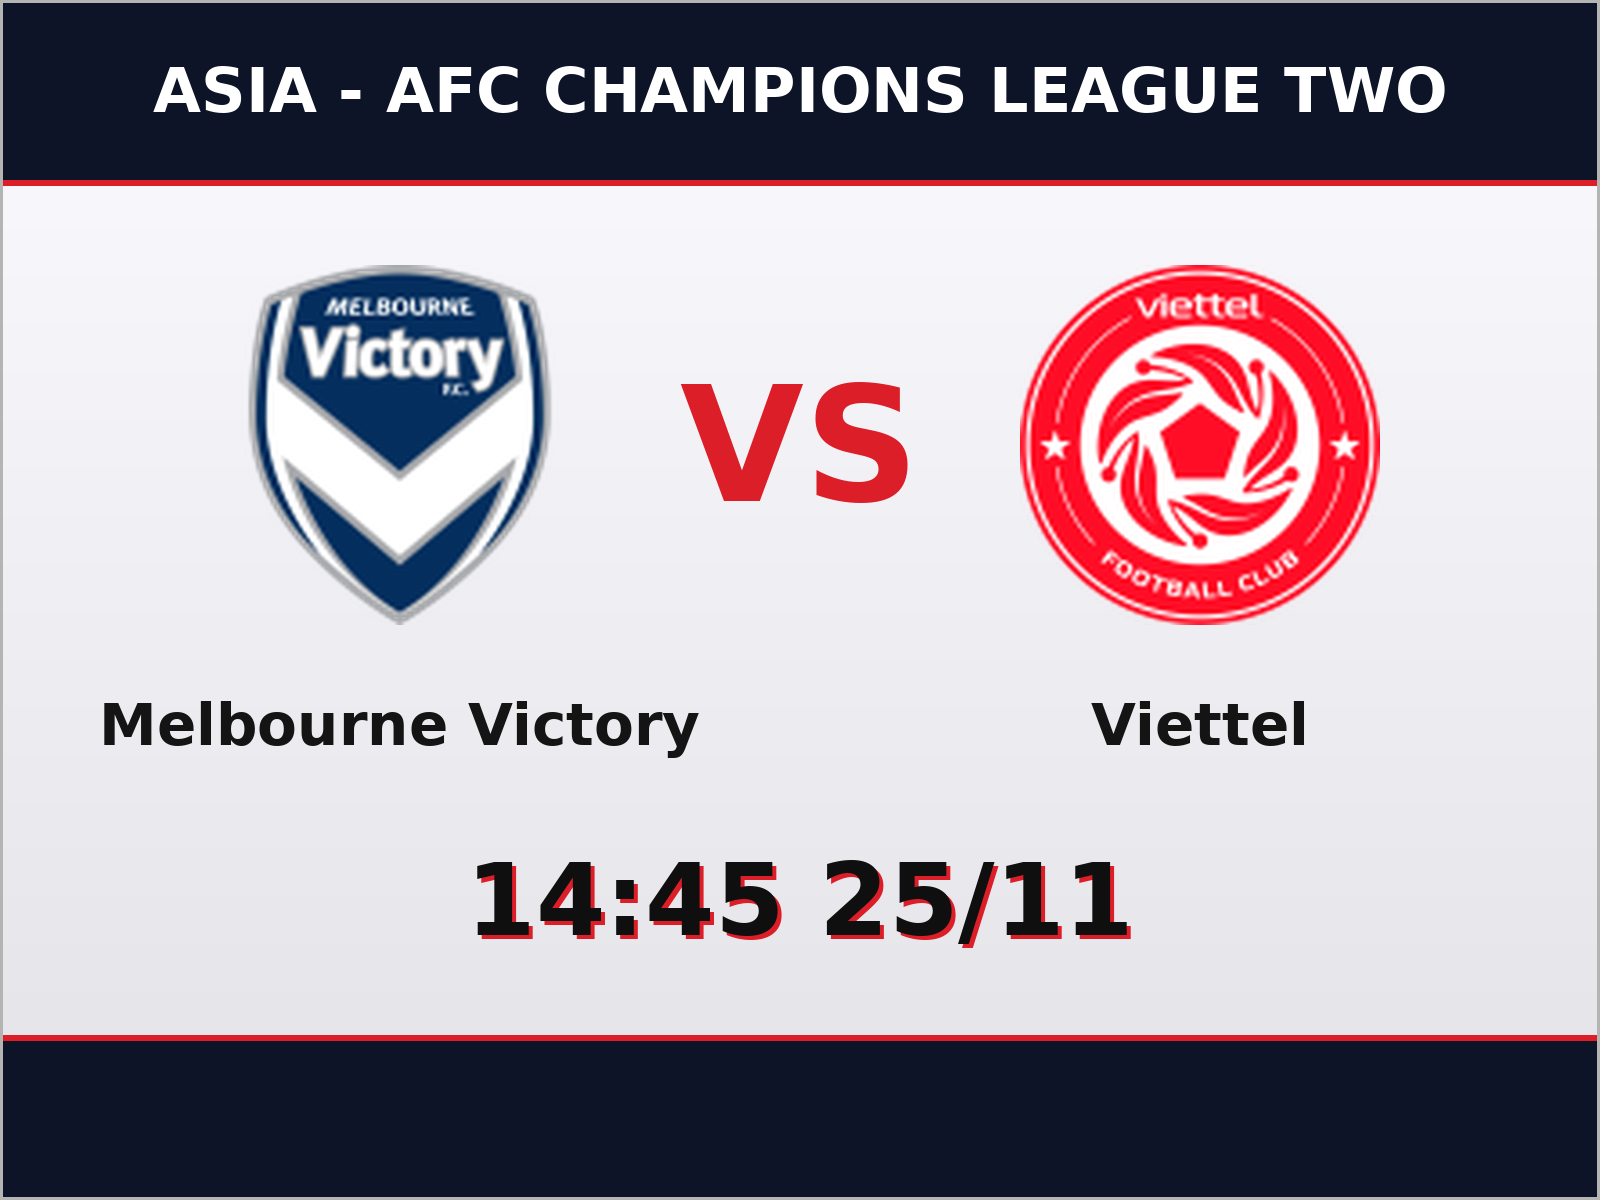 ASIA - AFC CHAMPIONS LEAGUE TWO
MELBOURNE
Victory
F.C.
VS
viettel
FOOTBALL CLUB
Melbourne Victory
Viettel
14:45 25/11